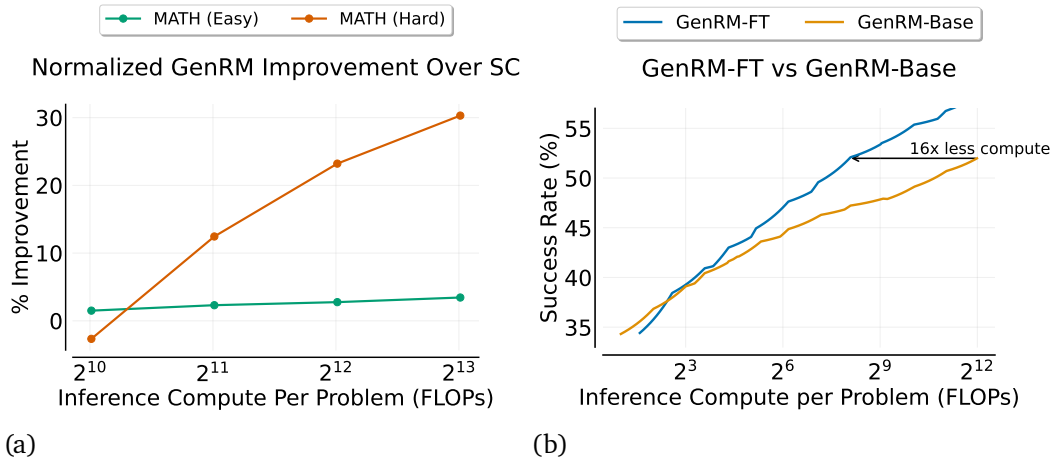 MATH (Easy) MATH (Hard)
Normalized GenRM Improvement Over SC
% Improvement
30
20
10
0
2^10 2^11 2^12 2^13
Inference Compute Per Problem (FLOPs)
(a)
GenRM-FT GenRM-Base
GenRM-FT vs GenRM-Base
Success Rate (%)
55
50
45
40
35
16x less compute
2^3 2^6 2^9 2^12
Inference Compute per Problem (FLOPs)
(b)